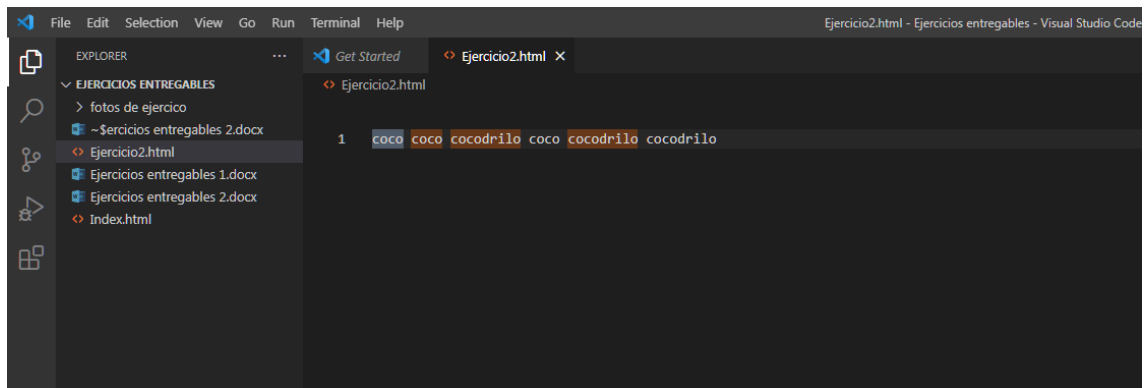 File Edit Selection View Go Run Terminal Help Ejercicio2.html - Ejercicios entregables - Visual Studio Code
EXPLORER ... Get Started Ejercicio2.html
EJERCICIOS ENTREGABLES Ejercicio2.html
fotos de ejercico
~$ercicios entregables 2.docx
1 coco coco cocodrilo coco cocodrilo cocodrilo
Ejercicio2.html
Ejercicios entregables 1.docx
Ejercicios entregables 2.docx
Index.html